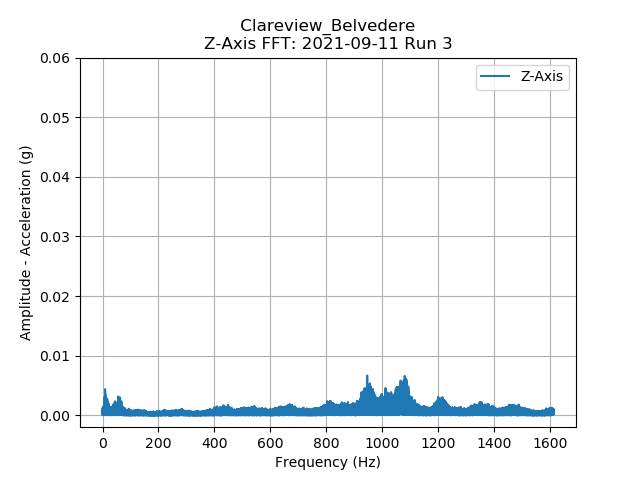 Clareview_Belvedere
Z-Axis FFT: 2021-09-11 Run 3
Z-Axis
Amplitude - Acceleration (g)
0.06
0.05
0.04
0.03
0.02
0.01
0.00
0 200 400 600 800 1000 1200 1400 1600
Frequency (Hz)